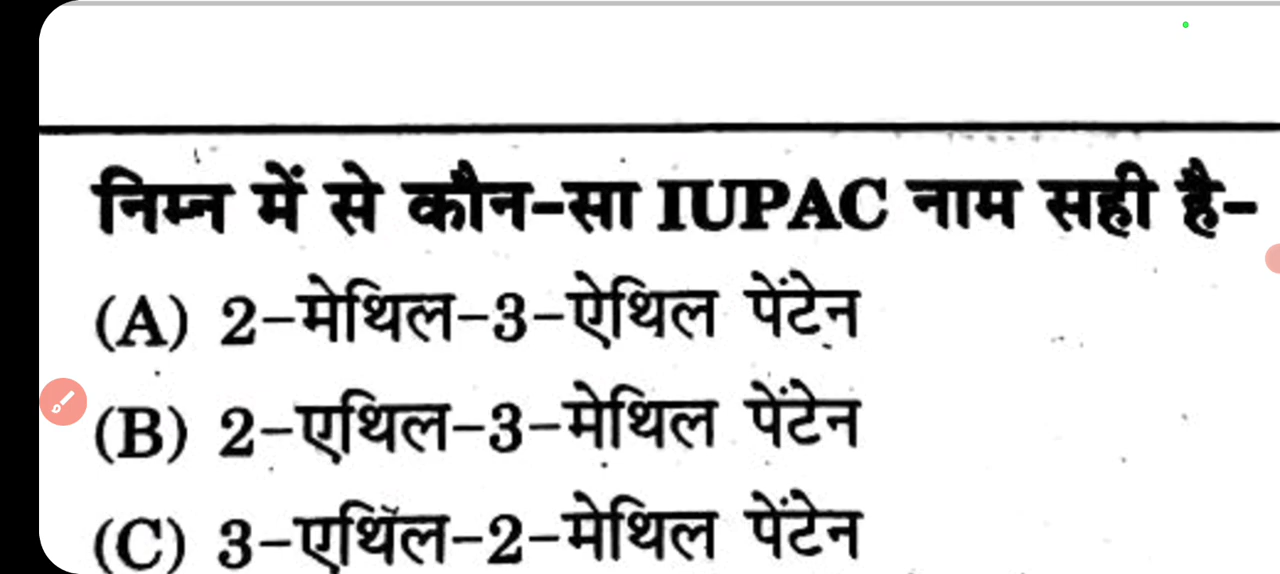 निम्न में से कौन-सा IUPAC नाम सही है-
(A) 2-मेथिल-3-ऐथिल पेंटेन
(B) 2-एथिल-3-मेथिल पेंटेन
(C) 3-एथिल-2-मेथिल पेंटेन